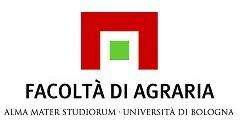 FACOLTÀ DI AGRARIA
ALMA MATER STUDIORUM · UNIVERSITÀ DI BOLOGNA